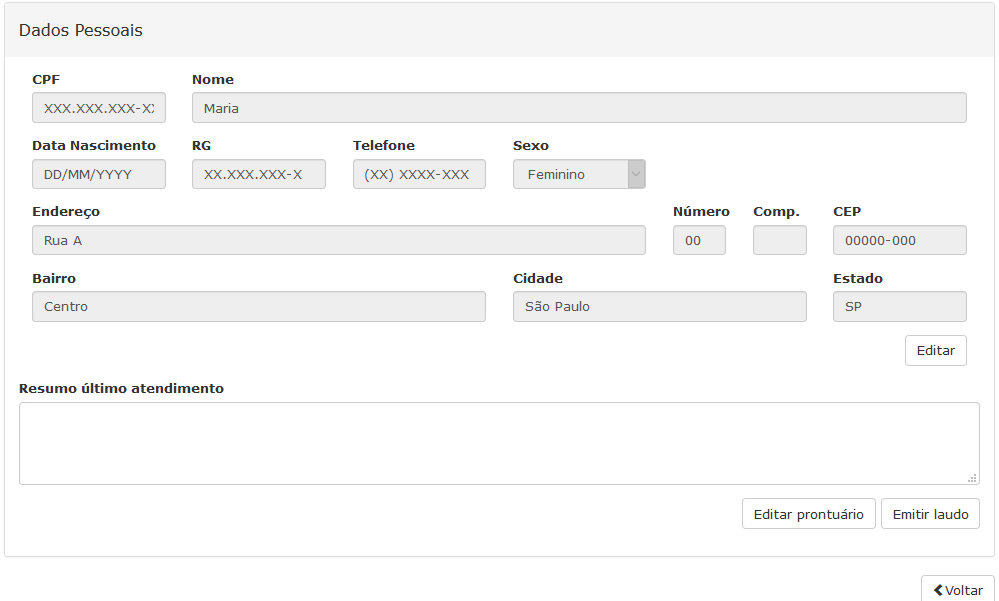 Dados Pessoais
CPF Nome
XXX.XXX.XXX-X Maria
Data Nascimento RG Telefone Sexo
DD/MM/YYYY XX.XXX.XXX-X (XX) XXXX-XXX Feminino
Endereço Número Comp. CEP
Rua A 00 00000-000
Bairro Cidade Estado
Centro São Paulo SP
Editar
Resumo último atendimento
Editar prontuário Emitir laudo
Voltar